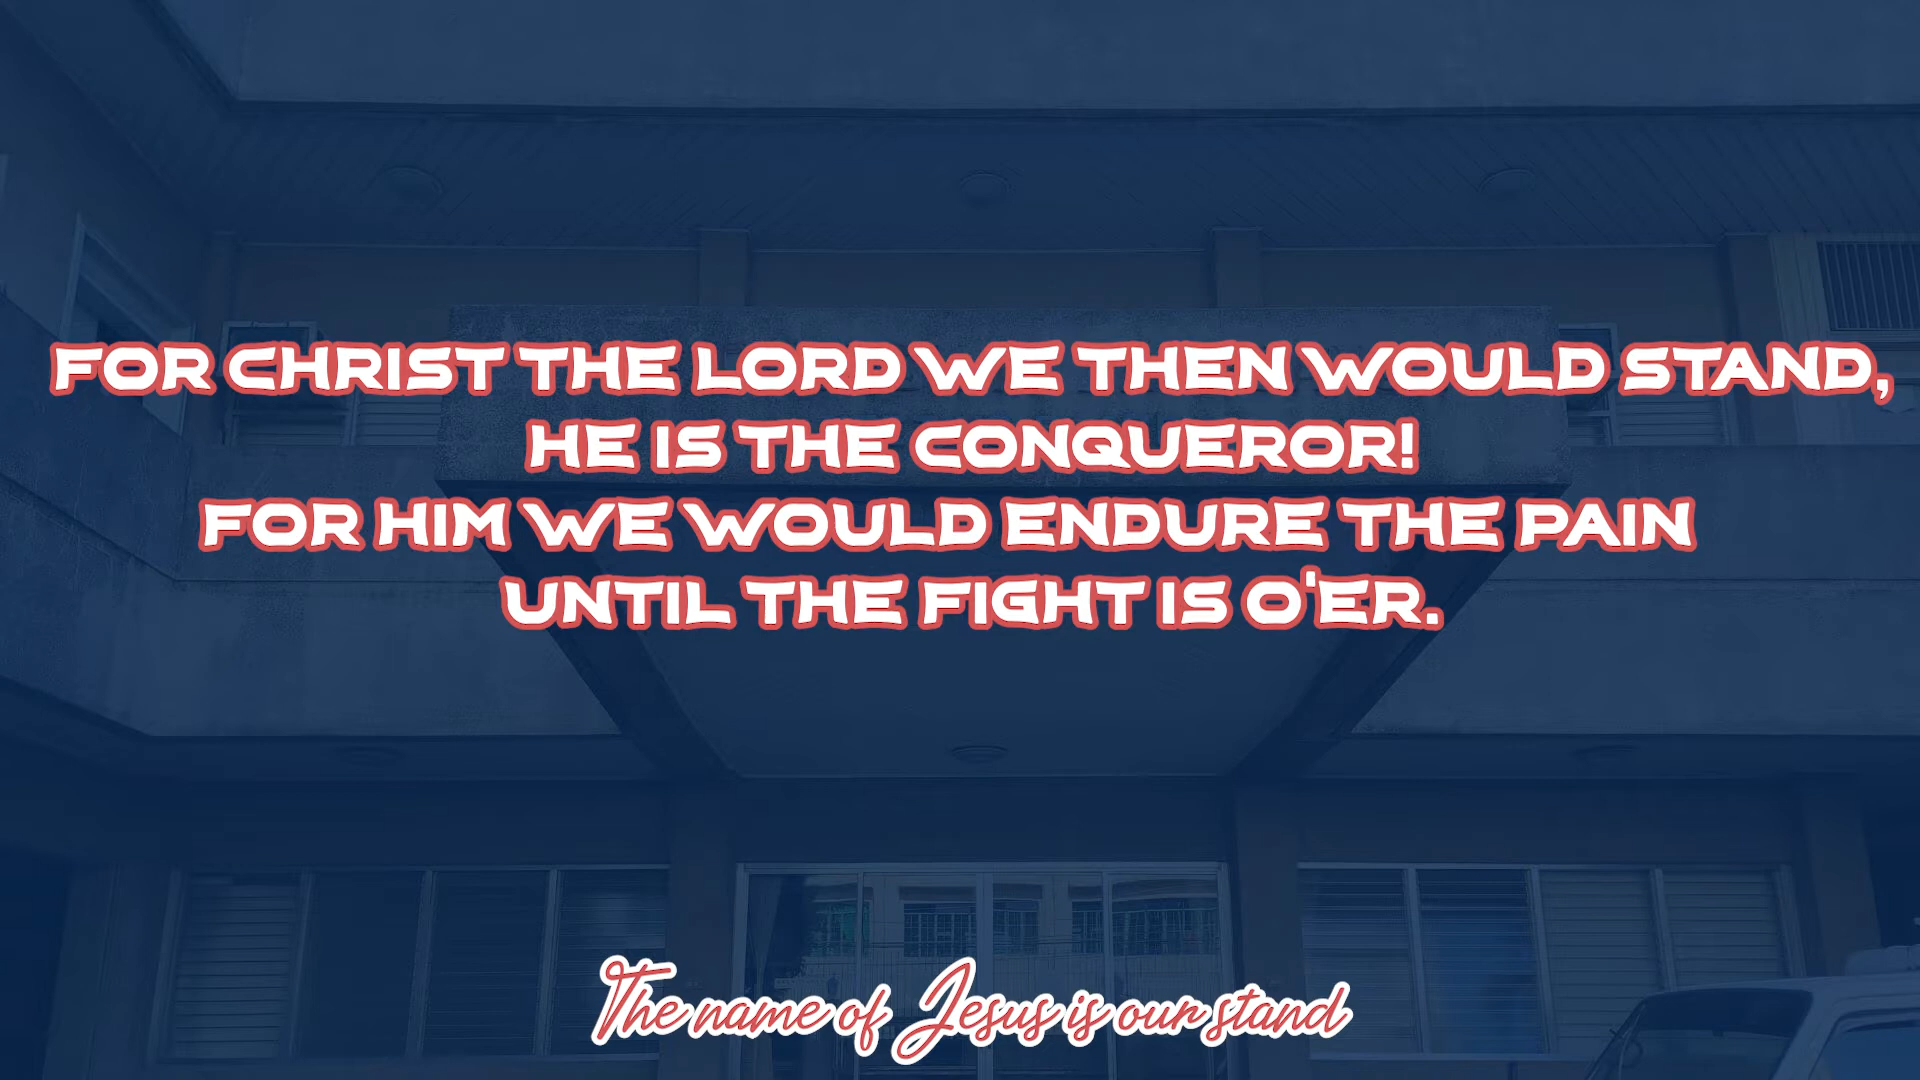 FOR CHRIST THE LORD WE THEN WOULD STAND,
HE IS THE CONQUEROR!
FOR HIM WE WOULD ENDURE THE PAIN
UNTIL THE FIGHT IS O'ER.
The name of Jesus is our stand